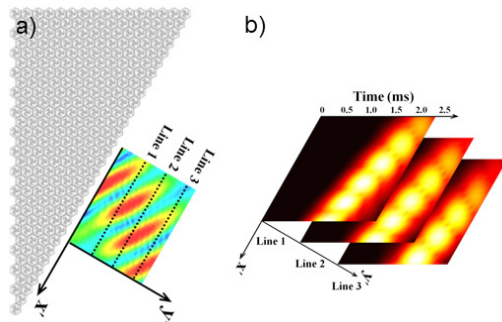 a)
Line 1
Line 2
Line 3
x'
y'
b)
Time (ms)
0 0.5 1.0 1.5 2.0 2.5
Line 1
Line 2
Line 3
x'
y'